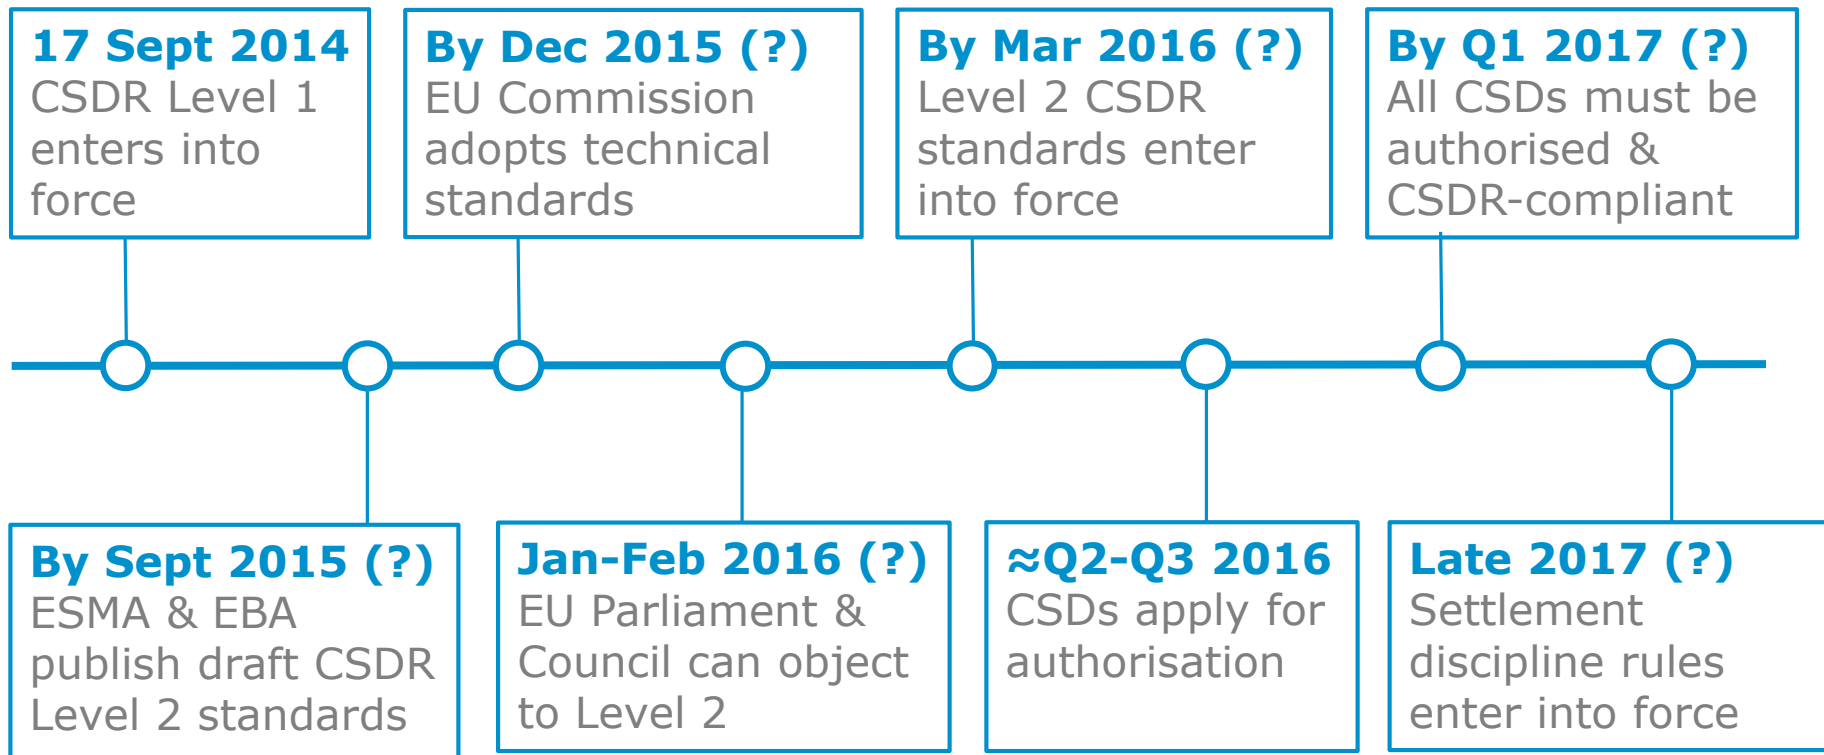 17 Sept 2014
CSDR Level 1
enters into
force
By Dec 2015 (?)
EU Commission
adopts technical
standards
By Mar 2016 (?)
Level 2 CSDR
standards enter
into force
By Q1 2017 (?)
All CSDs must be
authorised &
CSDR-compliant
By Sept 2015 (?)
ESMA & EBA
publish draft CSDR
Level 2 standards
Jan-Feb 2016 (?)
EU Parliament &
Council can object
to Level 2
≈Q2-Q3 2016
CSDs apply for
authorisation
Late 2017 (?)
Settlement
discipline rules
enter into force